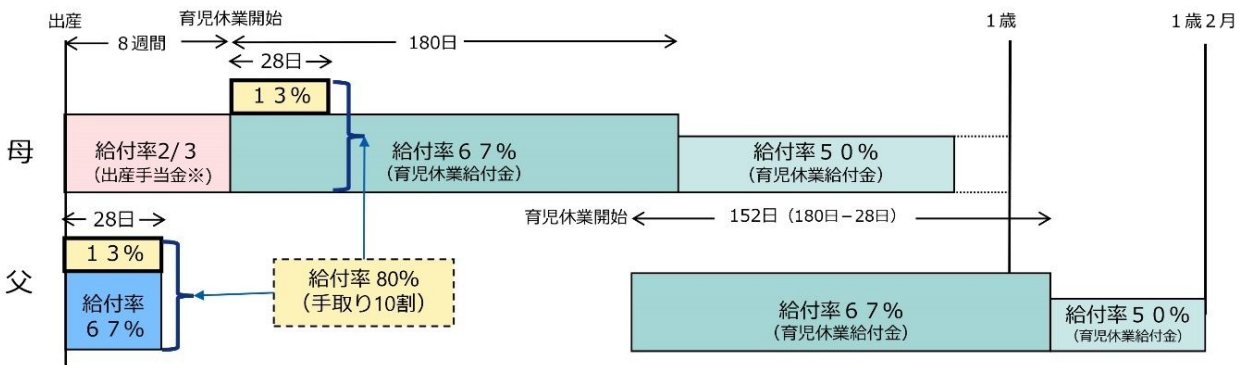 出産
育児休業開始
1歳
1歳2月
8週間
180日
28日
13%
母
給付率2/3
(出産手当金※)
給付率67%
(育児休業給付金)
給付率50%
(育児休業給付金)
28日
育児休業開始
152日(180日-28日)
13%
父
給付率
67%
給付率 80%
(手取り10割)
給付率67%
(育児休業給付金)
給付率50%
(育児休業給付金)